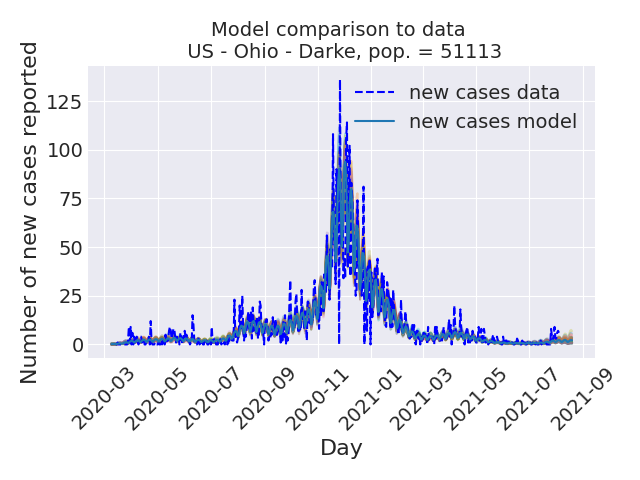 Model comparison to data
US - Ohio - Darke, pop. = 51113
Number of new cases reported
125
100
75
50
25
0
new cases data
new cases model
2020-03
2020-05
2020-07
2020-09
2020-11
2021-01
2021-03
2021-05
2021-07
2021-09
Day